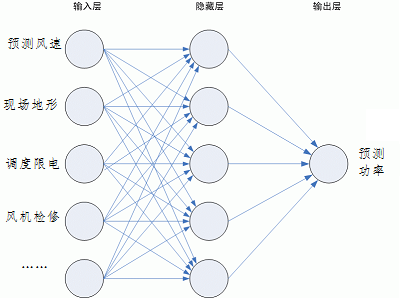 输入层 隐藏层 输出层
预测风速
现场地形
调度限电
风机检修
……
预测
功率